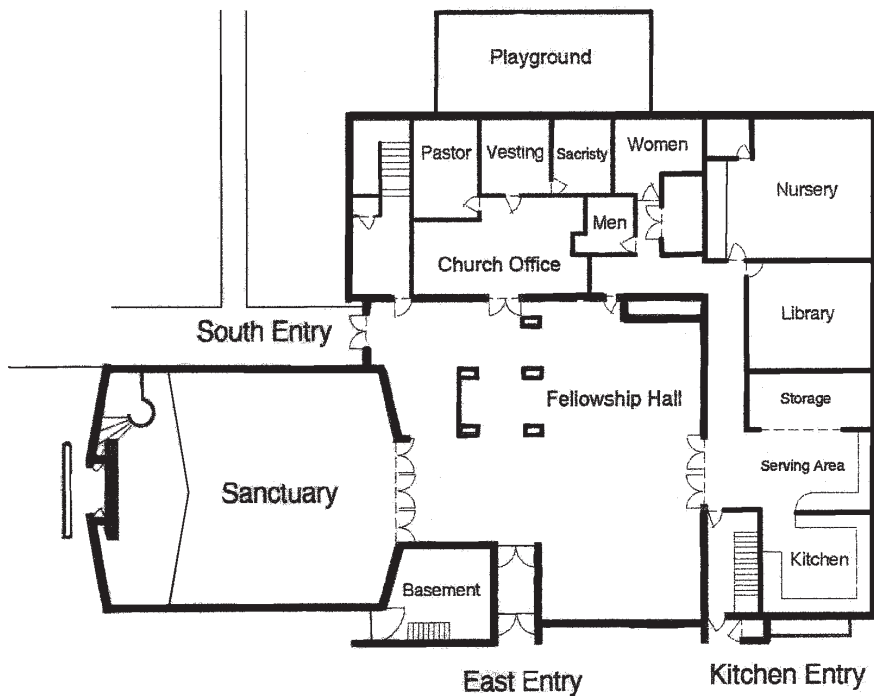 Playground
Pastor
Vesting
Sacristy
Women
Nursery
Men
Church Office
Library
South Entry
Storage
Fellowship Hall
Serving Area
Sanctuary
Kitchen
Basement
East Entry
Kitchen Entry